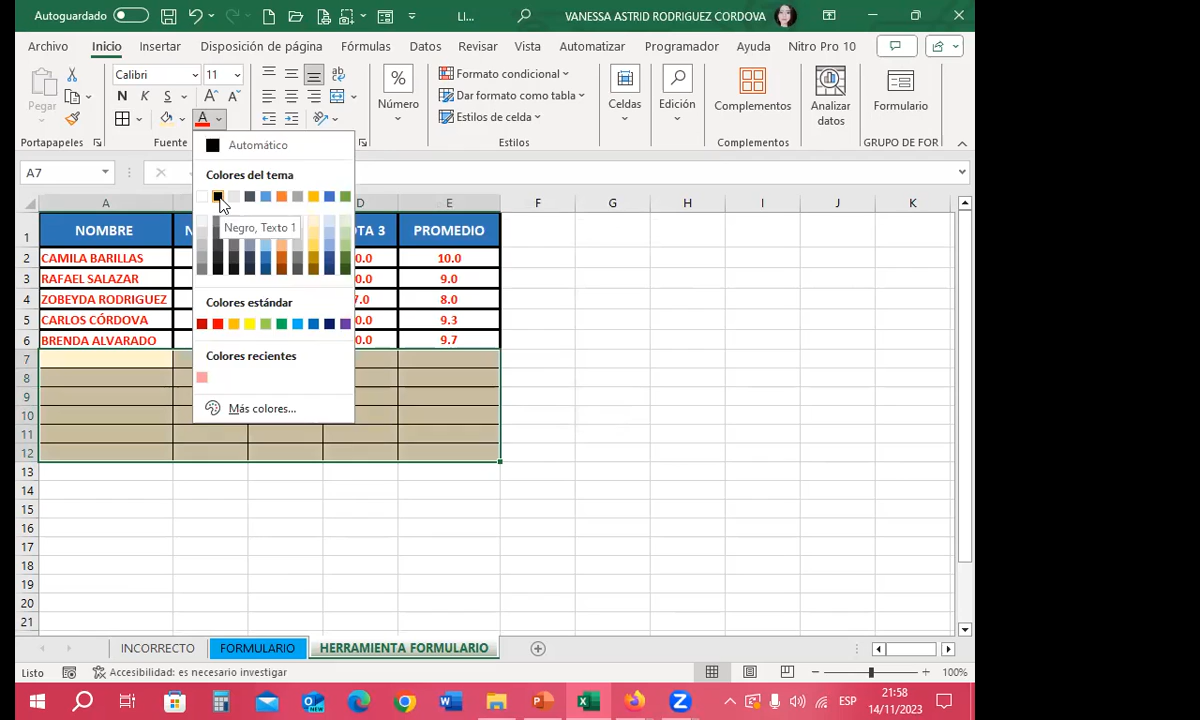 Autoguardado LI... VANESSA ASTRID RODRIGUEZ CORDOVA
Archivo Inicio Insertar Disposición de página Fórmulas Datos Revisar Vista Automatizar Programador Ayuda Nitro Pro 10
Pegar Calibri 11 % Número Formato condicional Celdas Edición Complementos Analizar datos Formulario
N K S A A ab Dar formato como tabla
A Estilos de celda
Portapapeles Fuente Estilos Complementos GRUPO DE FOR
A7
Automático
Colores del tema
Negro, Texto 1
Colores estándar
Colores recientes
Más colores...
A D E F G H I J K
1 NOMBRE N OTA 3 PROMEDIO
2 CAMILA BARILLAS 0.0 10.0
3 RAFAEL SALAZAR 0.0 9.0
4 ZOBEYDA RODRIGUEZ 7.0 8.0
5 CARLOS CÓRDOVA 0.0 9.3
6 BRENDA ALVARADO 0.0 9.7
7
8
9
10
11
12
13
14
15
16
17
18
19
20
21
INCORRECTO FORMULARIO HERRAMIENTA FORMULARIO
Listo Accesibilidad: es necesario investigar 100%
ESP 21:58
14/11/2023